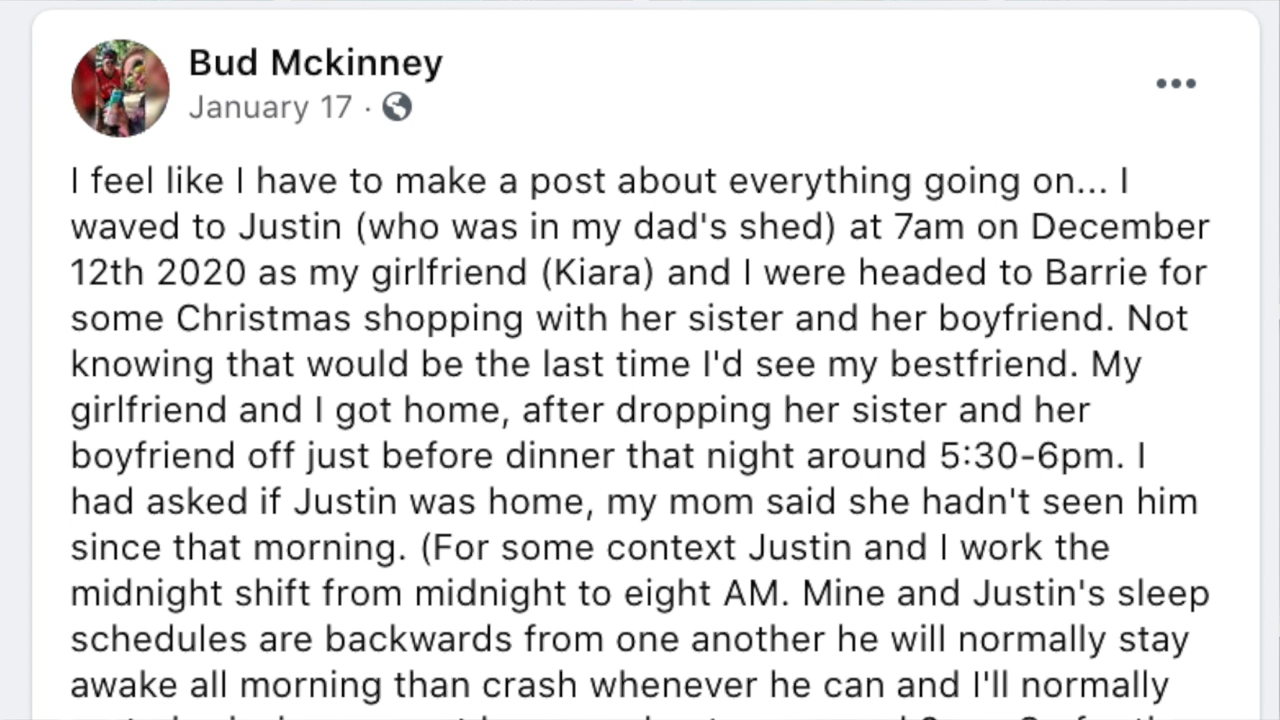 Bud Mckinney
January 17 ·
I feel like I have to make a post about everything going on... I
waved to Justin (who was in my dad's shed) at 7am on December
12th 2020 as my girlfriend (Kiara) and I were headed to Barrie for
some Christmas shopping with her sister and her boyfriend. Not
knowing that would be the last time I'd see my bestfriend. My
girlfriend and I got home, after dropping her sister and her
boyfriend off just before dinner that night around 5:30-6pm. I
had asked if Justin was home, my mom said she hadn't seen him
since that morning. (For some context Justin and I work the
midnight shift from midnight to eight AM. Mine and Justin's sleep
schedules are backwards from one another he will normally stay
awake all morning than crash whenever he can and I'll normally